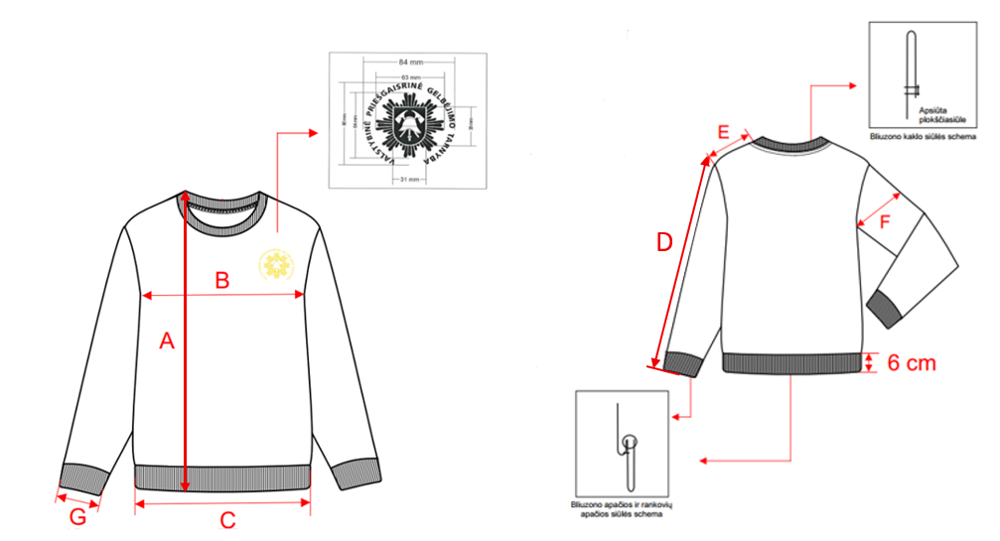 84 mm
63 mm
VALSTYBINĖ PRIEŠGAISRINĖ GELBĖJIMO TARNYBA
31 mm
A
B
C
G
Apsiūta
plokščiasiūle
Bliuzono kaklo siūlės schema
E
F
D
6 cm
Bliuzono apačios ir rankovių
apačios siūlės schema